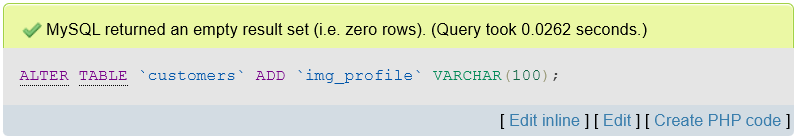 MySQL returned an empty result set (i.e. zero rows). (Query took 0.0262 seconds.)
ALTER TABLE `customers` ADD `img_profile` VARCHAR(100);
[ Edit inline ] [ Edit ] [ Create PHP code ]